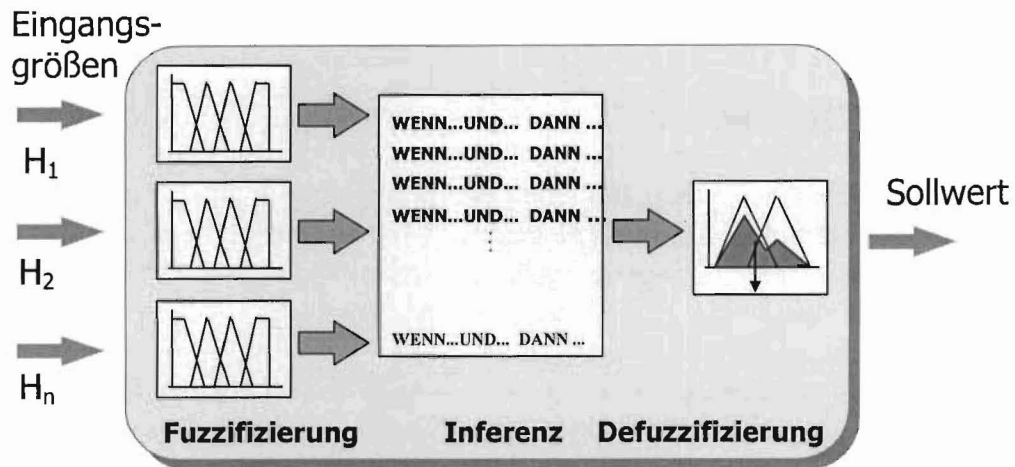 Eingangs-
größen
H1
H2
Hn
WENN...UND... DANN ...
WENN...UND... DANN ...
WENN...UND... DANN ...
WENN...UND... DANN ...
WENN...UND... DANN ...
Sollwert
Fuzzifizierung
Inferenz
Defuzzifizierung